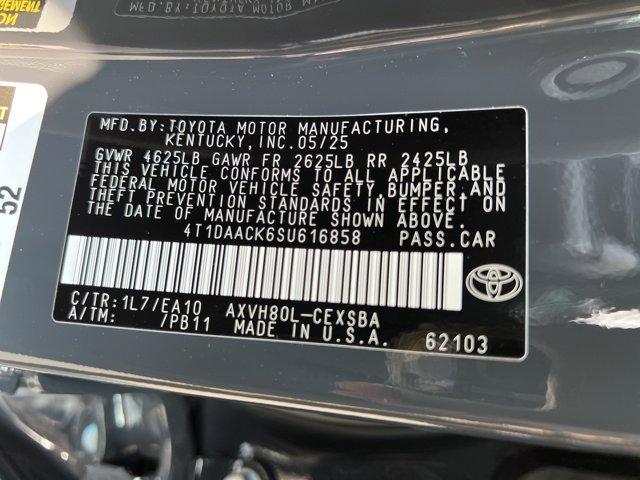 MFD.BY:TOYOTA MOTOR MANUFACTURING,
KENTUCKY,INC.05/25
GVWR 4625LB GAWR FR 2625LB RR 2425LB
THIS VEHICLE CONFORMS TO ALL APPLICABLE
FEDERAL MOTOR VEHICLE SAFETY,BUMPER,AND
THEFT PREVENTION STANDARDS IN EFFECT ON
THE DATE OF MANUFACTURE SHOWN ABOVE.
4T1DAACK6SU616858 PASS.CAR
C/TR:1L7/EA10 AXVH80L-CEXSBA
A/TM: /PB11 MADE IN U.S.A. 62103
52